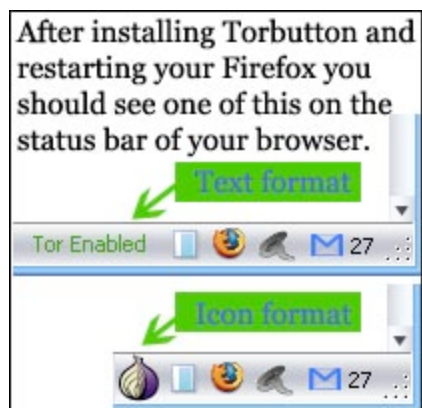 After installing Torbutton and
restarting your Firefox you
should see one of this on the
status bar of your browser.
Text format
Tor Enabled 27
Icon format
27